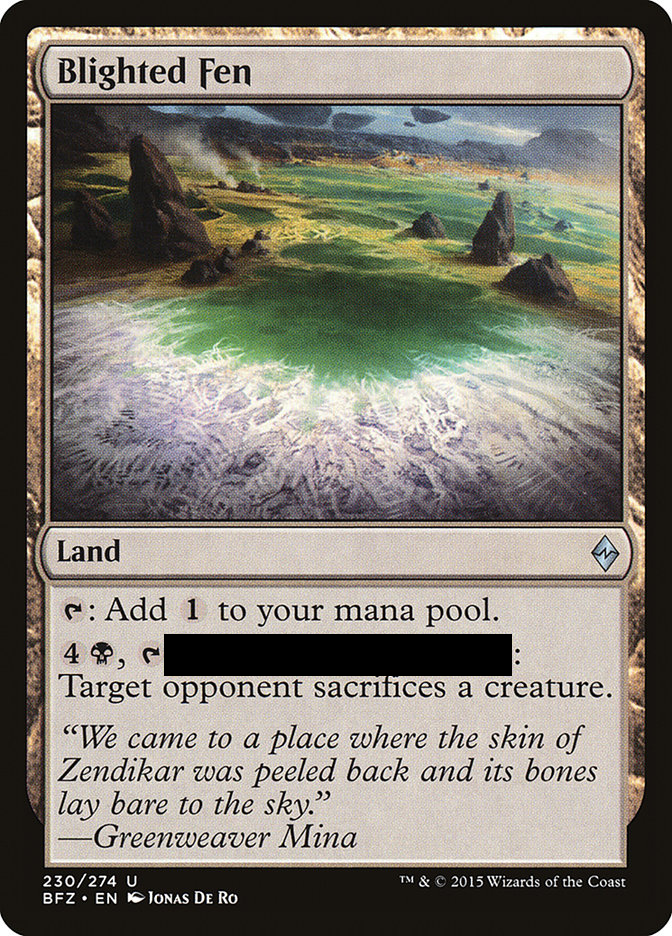 Blighted Fen
Land
: Add 1 to your mana pool.
4 , :
Target opponent sacrifices a creature.
“We came to a place where the skin of
Zendikar was peeled back and its bones
lay bare to the sky.”
—Greenweaver Mina
230/274 U
BFZ • EN Jonas De Ro
™ & © 2015 Wizards of the Coast